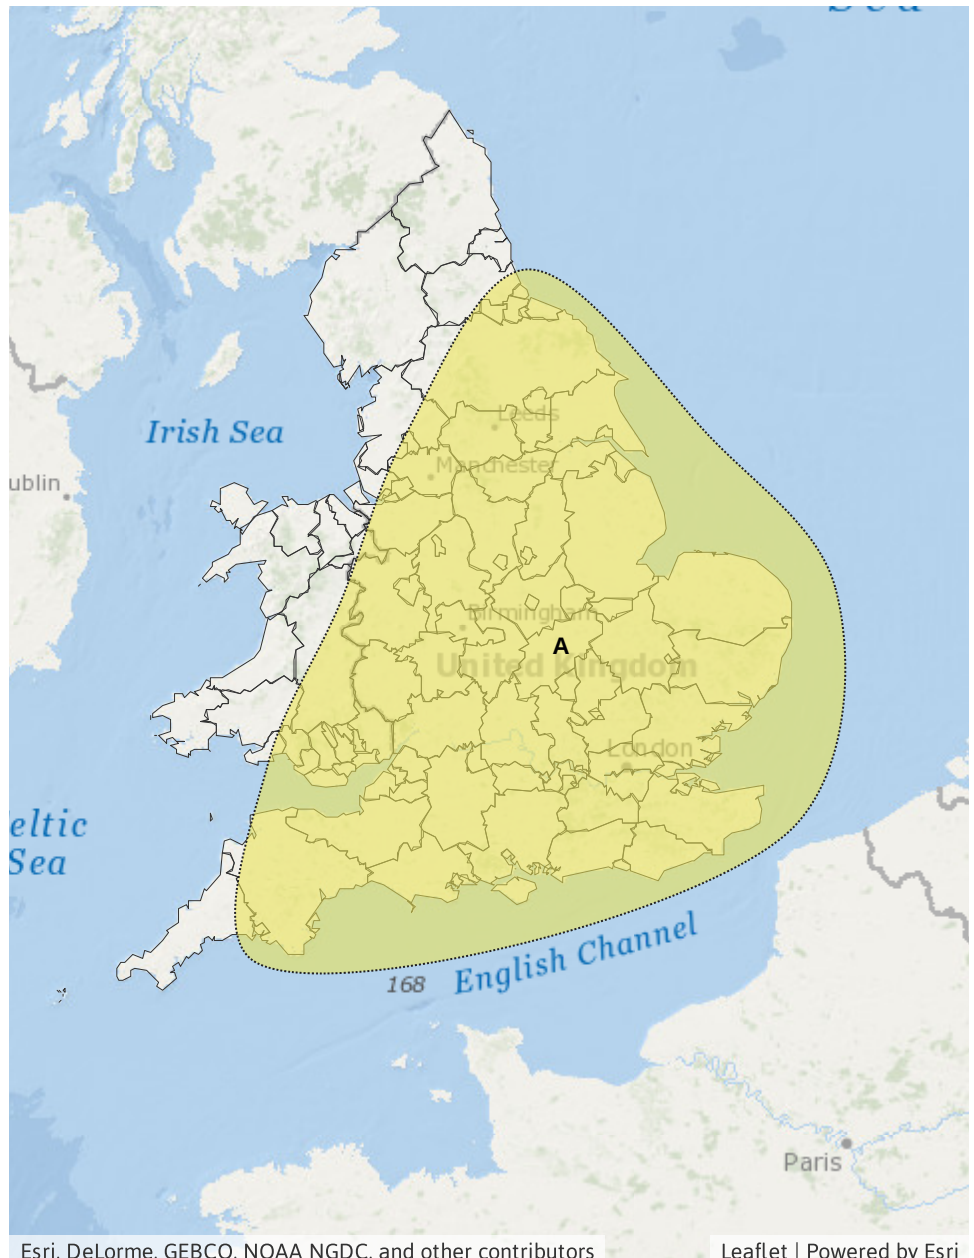 Irish Sea
Leeds
Manchester
ublin
Birmingham
A
United Kingdom
London
eltic
Sea
English Channel
168
Paris
Esri, DeLorme, GEBCO, NOAA NGDC, and other contributors
Leaflet | Powered by Esri